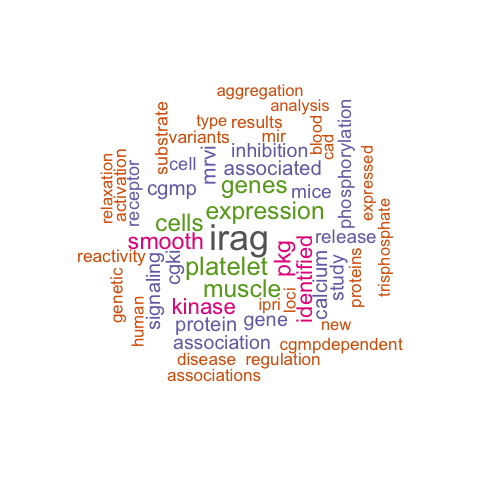 aggregation
analysis
type results
substrate
variants
mir
blood
cad
phosphorylation
mrvi
inhibition
relaxation
activation
receptor
cell
associated
expressed
cgmp
genes
mice
cells
expression
trisphosphate
smooth
irag
release
reactivity
signaling
cgki
platelet
pkg
identified
calcium
study
proteins
genetic
muscle
human
kinase
ipri
loci
protein
gene
new
association
cgmpdependent
disease
regulation
associations